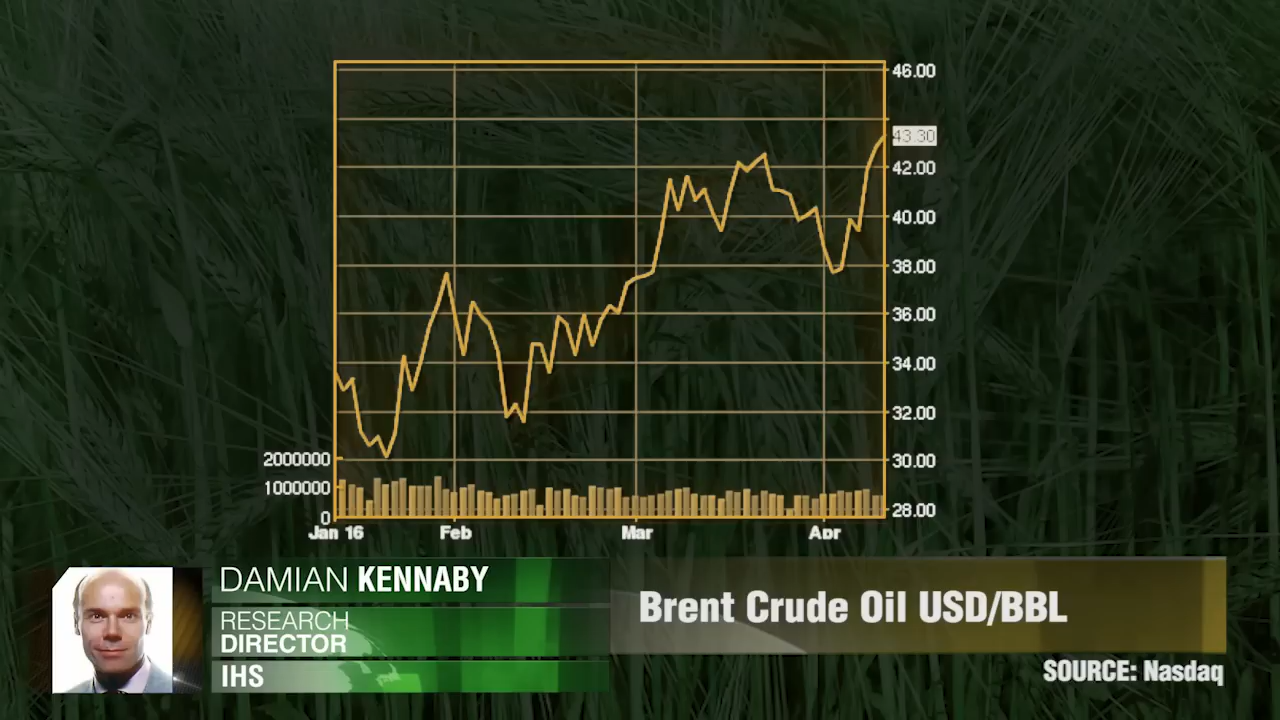 46.00
43.30
42.00
40.00
38.00
36.00
34.00
32.00
2000000
30.00
1000000
28.00
0
Jan 16 Feb Mar Apr
DAMIAN KENNABY
RESEARCH
DIRECTOR
IHS
Brent Crude Oil USD/BBL
SOURCE: Nasdaq